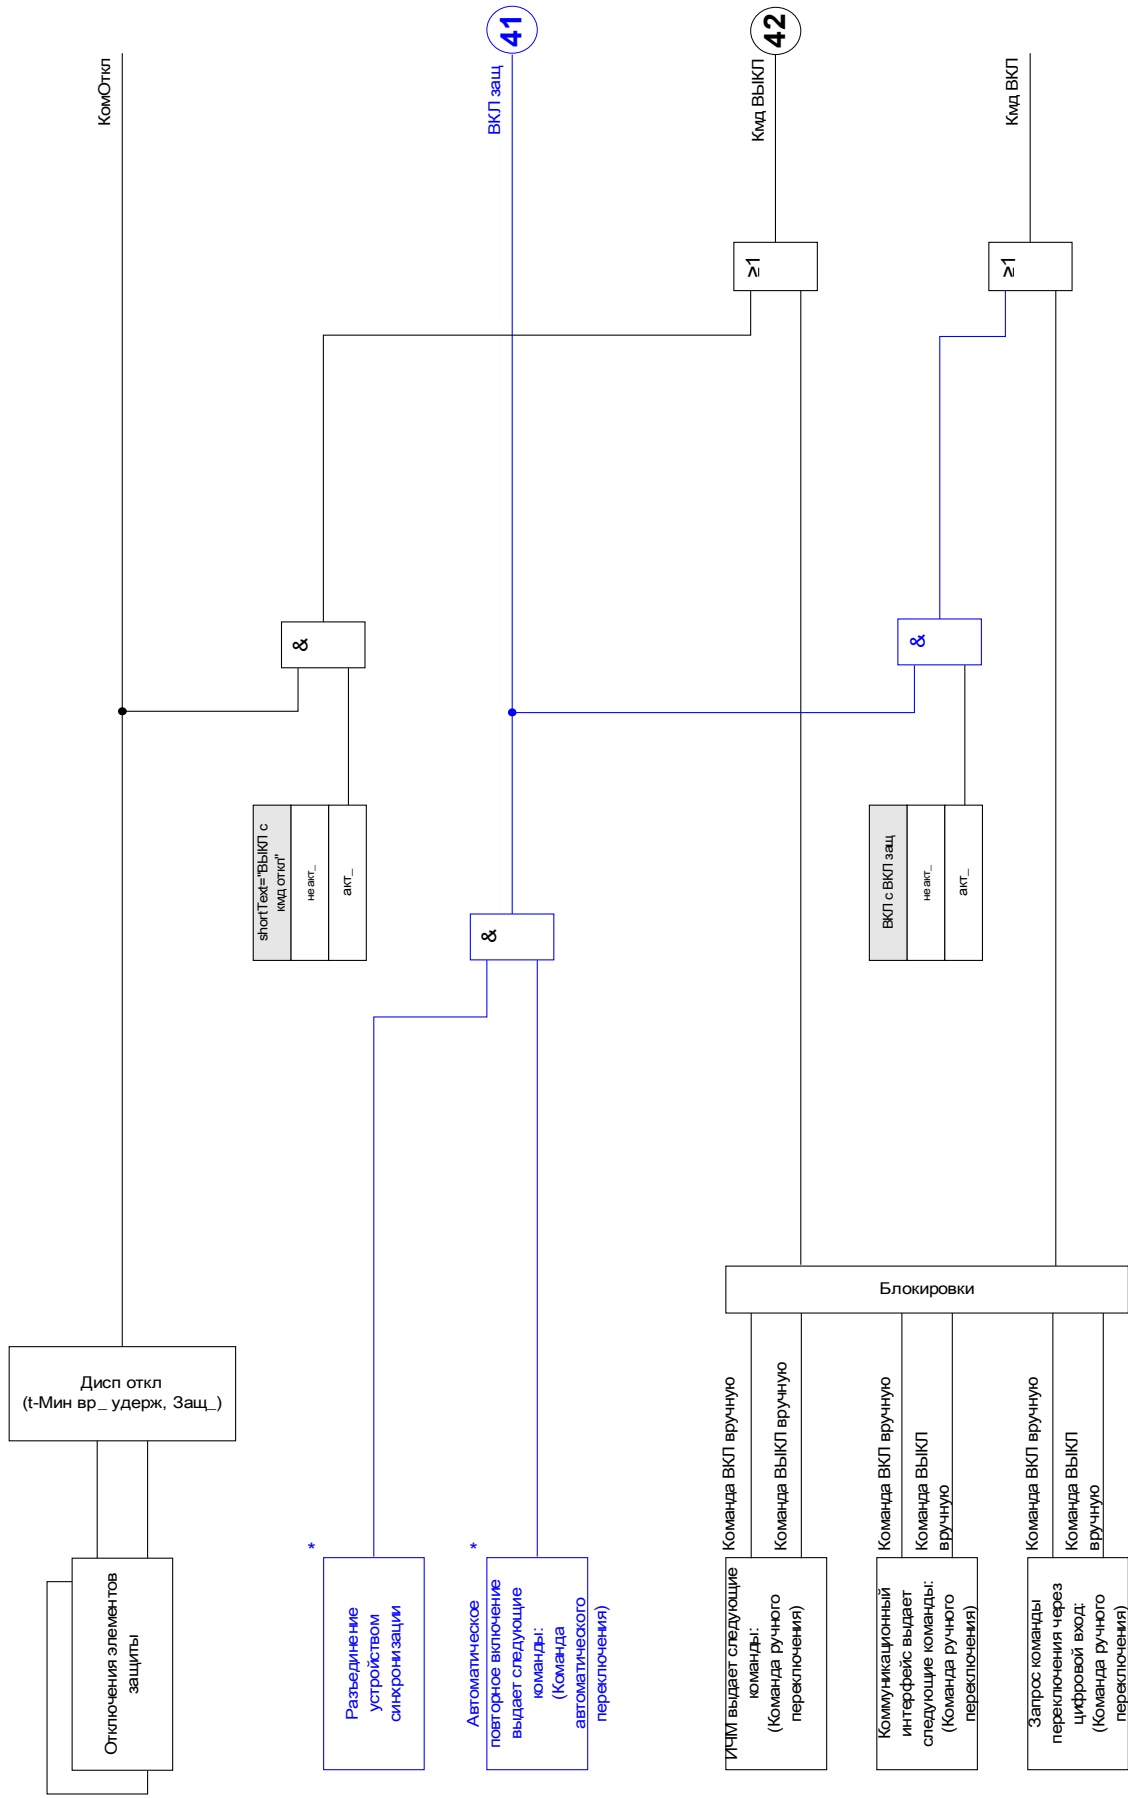 КомОткл
ВКЛ защ
41
Кмд ВЫКЛ
42
Кмд ВКЛ
≥1
≥1
&
&
&
shortText="ВЫКЛ с
кмд откл"
неакт_
акт_
ВКЛ с ВКЛ защ
неакт_
акт_
Блокировки
Дисп откл
(t-Мин вр_ удерж, Защ_)
Команда ВКЛ вручную
Команда ВЫКЛ вручную
Команда ВКЛ вручную
Команда ВЫКЛ
вручную
Команда ВКЛ вручную
Команда ВЫКЛ
вручную
Отключения элементов
защиты
*
Разъединение
устройством
синхронизации
*
Автоматическое
повторное включение
выдает следующие
команды:
(Команда
автоматического
переключения)
ИЧМ выдает следующие
команды:
(Команда ручного
переключения)
Коммуникационный
интерфейс выдает
следующие команды:
(Команда ручного
переключения)
Запрос команды
переключения через
цифровой вход:
(Команда ручного
переключения)